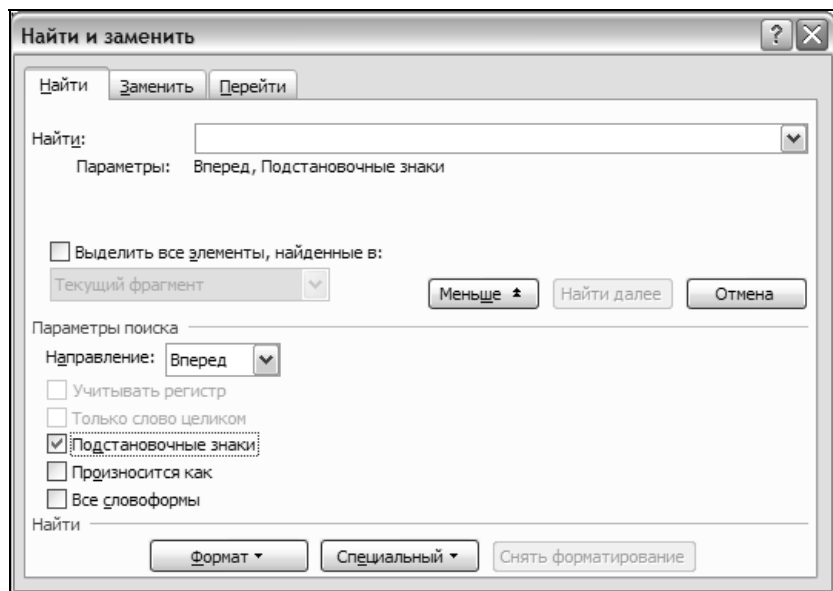 Найти и заменить
Найти Заменить Перейти
Найти:
Параметры: Вперед, Подстановочные знаки
Выделить все элементы, найденные в:
Текущий фрагмент
Меньше Найти далее Отмена
Параметры поиска
Направление: Вперед
Учитывать регистр
Только слово целиком
Подстановочные знаки
Произносится как
Все словоформы
Найти
Формат Специальный Снять форматирование